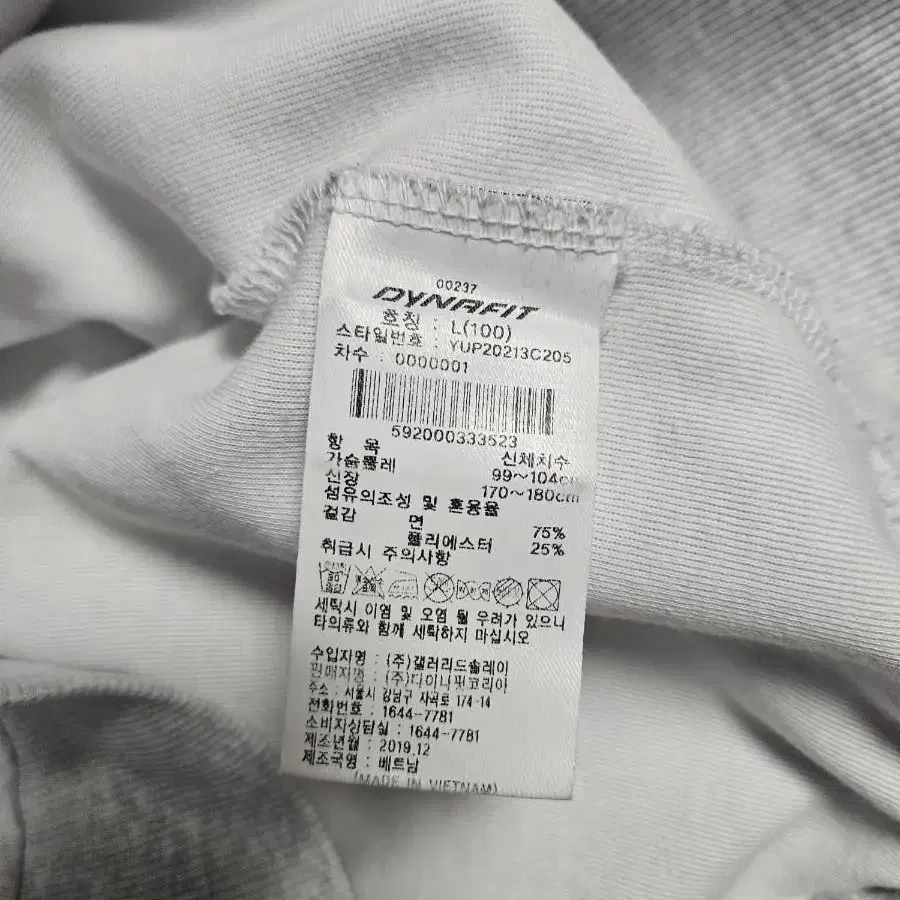 00237
DYNAFIT
호칭 : L(100)
스타일번호 : YUP20213C205
차수 : 0000001
592000333523
항 목 신체치수
가슴둘레 99~104cm
신장 170~180cm
섬유의조성 및 혼용율
겉감 면 75%
폴리에스터 25%
취급시 주의사항
세탁시 이염 및 오염 될 우려가 있으니
타의류와 함께 세탁하지 마십시오
수입자명 : (주)갤러리드솔레이
판매자명 : (주)다이나핏코리아
주소 : 서울시 강남구 자곡로 174-14
전화번호 : 1644-7781
소비자상담실 : 1644-7781
제조년월 : 2019.12
제조국명 : 베트남
(MADE IN VIETNAM)